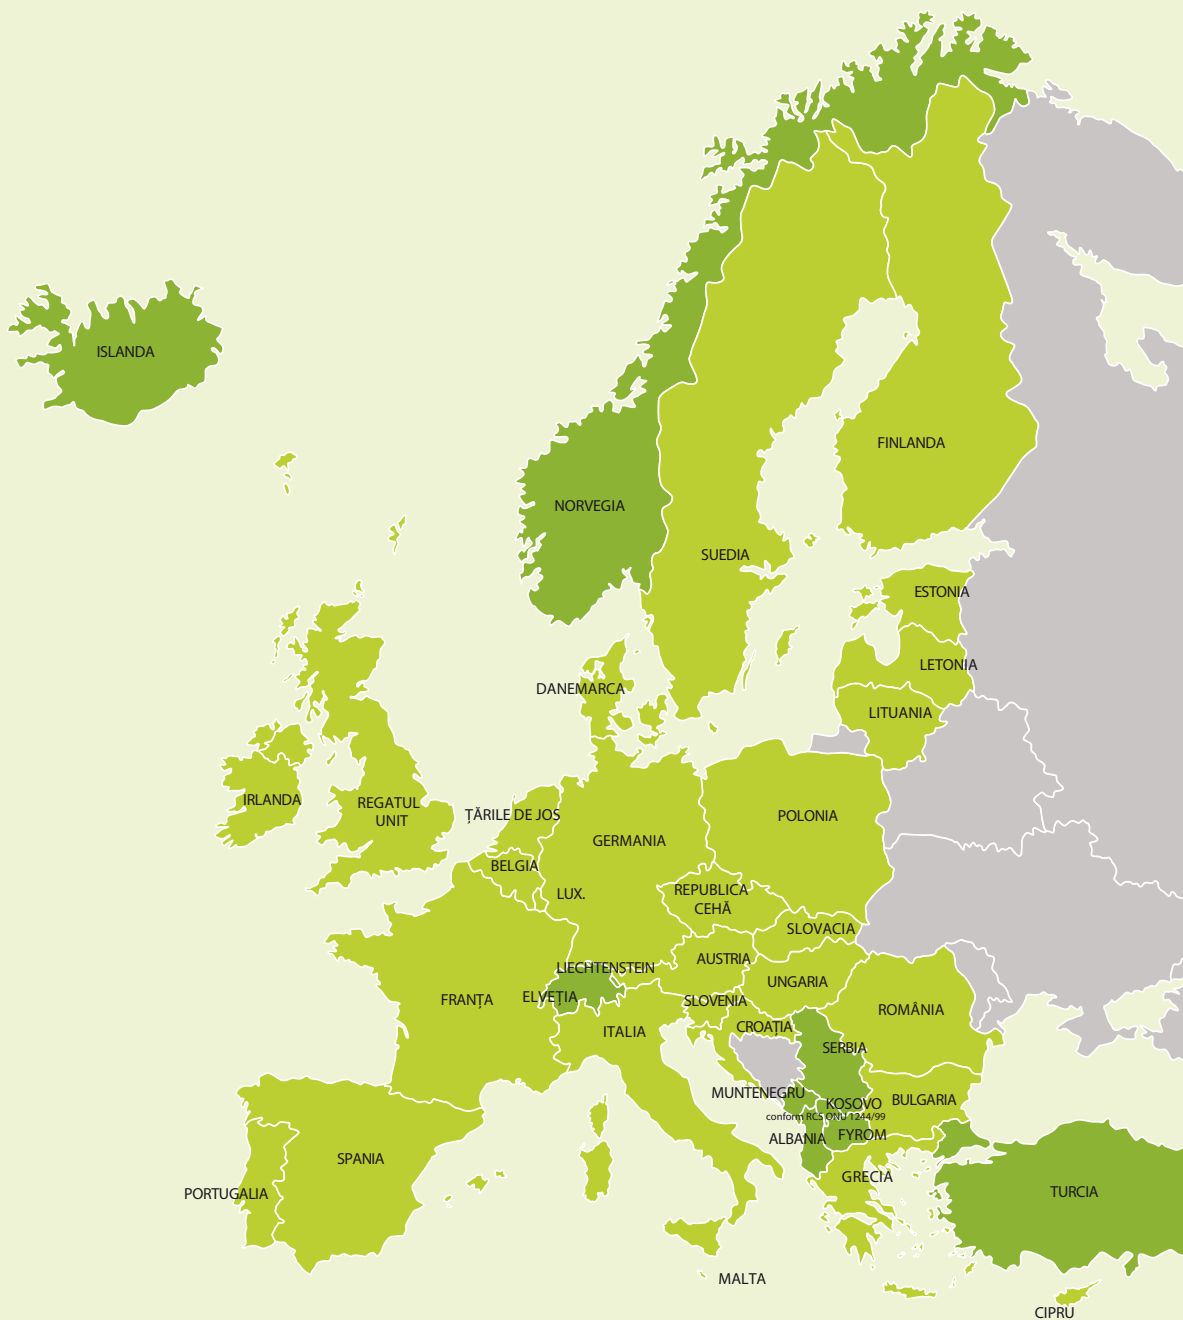 ISLANDA
FINLANDA
NORVEGIA
SUEDIA
ESTONIA
LETONIA
DANEMARCA
LITUANIA
IRLANDA
REGATUL
UNIT
ȚĂRILE DE JOS
POLONIA
GERMANIA
BELGIA
LUX.
REPUBLICA
CEHĂ
SLOVACIA
AUSTRIA
LIECHTENSTEIN
UNGARIA
FRANȚA
ELVEȚIA
SLOVENIA
ROMÂNIA
ITALIA
CROAȚIA
SERBIA
MUNTENEGRU
KOSOVO
conform RCS ONU 1244/99
BULGARIA
ALBANIA
FYROM
SPANIA
GRECIA
PORTUGALIA
TURCIA
MALTA
CIPRU